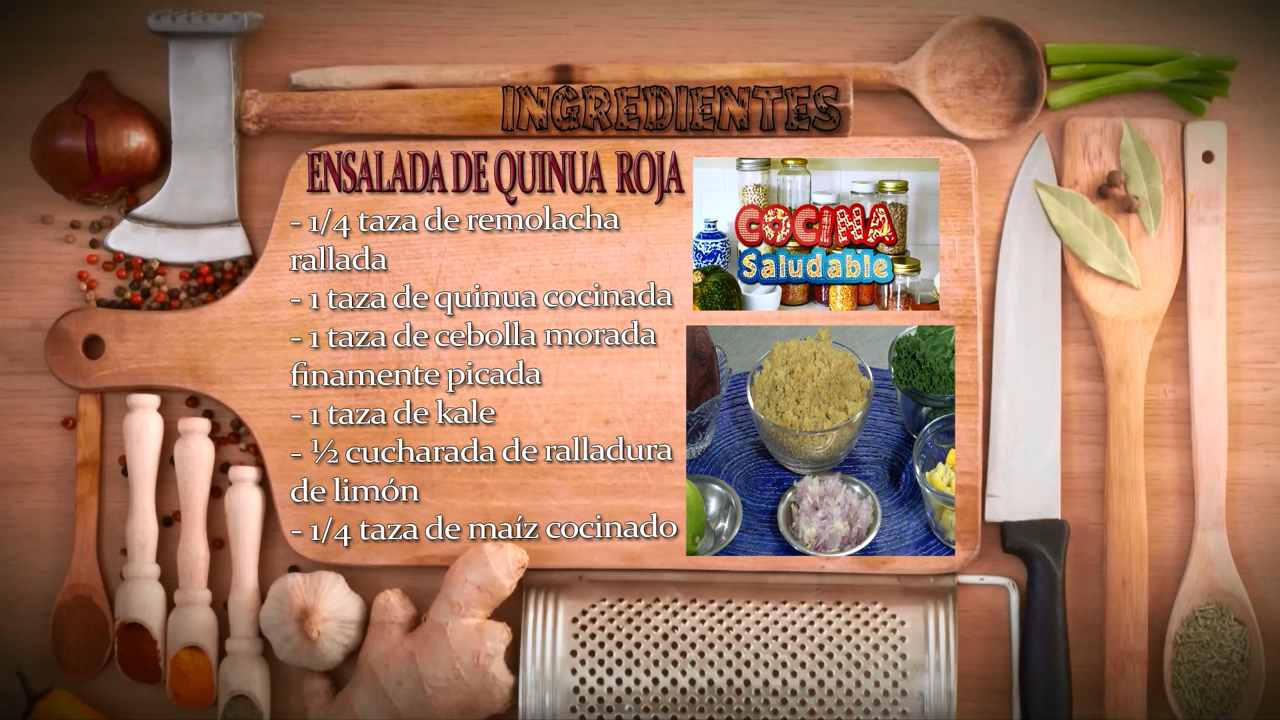 INGREDIENTES
ENSALADA DE QUINUA ROJA
- 1/4 taza de remolacha
rallada
- 1 taza de quinua cocinada
- 1 taza de cebolla morada
finamente picada
- 1 taza de kale
- ½ cucharada de ralladura
de limón
- 1/4 taza de maíz cocinado
COCINA
Saludable